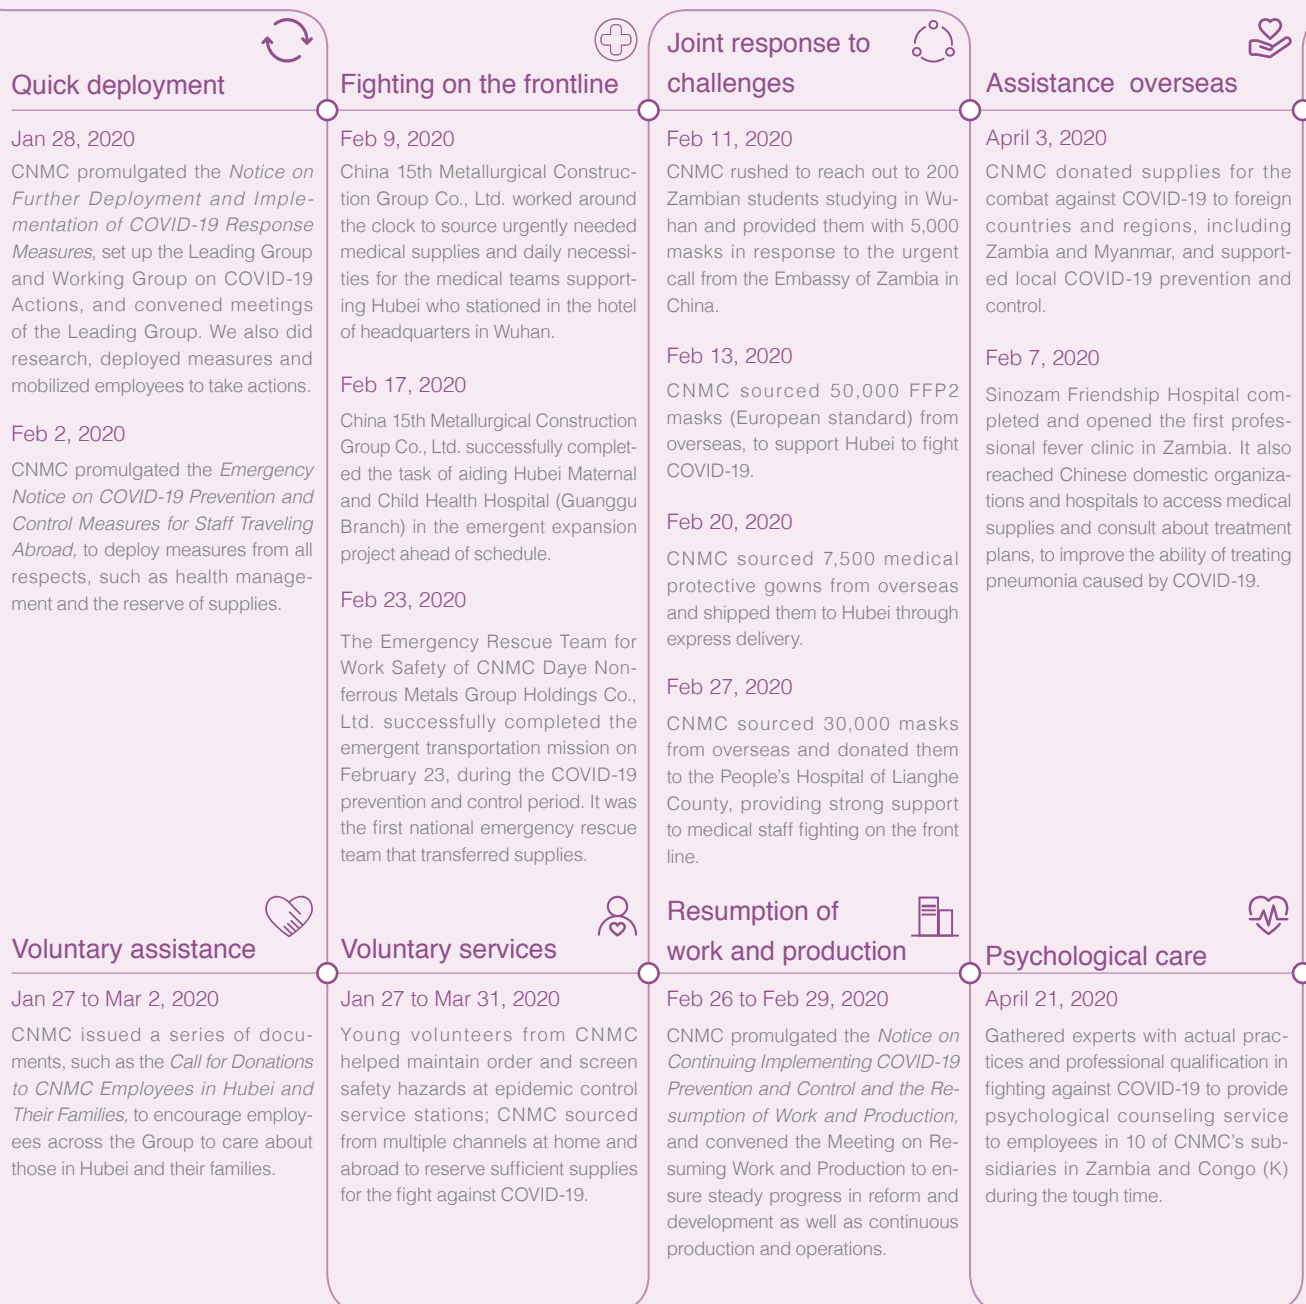 Quick deployment
Jan 28, 2020
CNMC promulgated the Notice on
Further Deployment and Imple-
mentation of COVID-19 Response
Measures, set up the Leading Group
and Working Group on COVID-19
Actions, and convened meetings
of the Leading Group. We also did
research, deployed measures and
mobilized employees to take actions.
Feb 2, 2020
CNMC promulgated the Emergency
Notice on COVID-19 Prevention and
Control Measures for Staff Traveling
Abroad, to deploy measures from all
respects, such as health manage-
ment and the reserve of supplies.
Fighting on the frontline
Feb 9, 2020
China 15th Metallurgical Construc-
tion Group Co., Ltd. worked around
the clock to source urgently needed
medical supplies and daily necessi-
ties for the medical teams support-
ing Hubei who stationed in the hotel
of headquarters in Wuhan.
Feb 17, 2020
China 15th Metallurgical Construction
Group Co., Ltd. successfully complet-
ed the task of aiding Hubei Maternal
and Child Health Hospital (Guanggu
Branch) in the emergent expansion
project ahead of schedule.
Feb 23, 2020
The Emergency Rescue Team for
Work Safety of CNMC Daye Non-
ferrous Metals Group Holdings Co.,
Ltd. successfully completed the
emergent transportation mission on
February 23, during the COVID-19
prevention and control period. It was
the first national emergency rescue
team that transferred supplies.
Joint response to
challenges
Feb 11, 2020
CNMC rushed to reach out to 200
Zambian students studying in Wu-
han and provided them with 5,000
masks in response to the urgent
call from the Embassy of Zambia in
China.
Feb 13, 2020
CNMC sourced 50,000 FFP2
masks (European standard) from
overseas, to support Hubei to fight
COVID-19.
Feb 20, 2020
CNMC sourced 7,500 medical
protective gowns from overseas
and shipped them to Hubei through
express delivery.
Feb 27, 2020
CNMC sourced 30,000 masks
from overseas and donated them
to the People's Hospital of Lianghe
County, providing strong support
to medical staff fighting on the front
line.
Assistance overseas
April 3, 2020
CNMC donated supplies for the
combat against COVID-19 to foreign
countries and regions, including
Zambia and Myanmar, and support-
ed local COVID-19 prevention and
control.
Feb 7, 2020
Sinozam Friendship Hospital com-
pleted and opened the first profes-
sional fever clinic in Zambia. It also
reached Chinese domestic organiza-
tions and hospitals to access medical
supplies and consult about treatment
plans, to improve the ability of treating
pneumonia caused by COVID-19.
Voluntary assistance
Jan 27 to Mar 2, 2020
CNMC issued a series of docu-
ments, such as the Call for Donations
to CNMC Employees in Hubei and
Their Families, to encourage employ-
ees across the Group to care about
those in Hubei and their families.
Voluntary services
Jan 27 to Mar 31, 2020
Young volunteers from CNMC
helped maintain order and screen
safety hazards at epidemic control
service stations; CNMC sourced
from multiple channels at home and
abroad to reserve sufficient supplies
for the fight against COVID-19.
Resumption of
work and production
Feb 26 to Feb 29, 2020
CNMC promulgated the Notice on
Continuing Implementing COVID-19
Prevention and Control and the Re-
sumption of Work and Production,
and convened the Meeting on Re-
suming Work and Production to en-
sure steady progress in reform and
development as well as continuous
production and operations.
Psychological care
April 21, 2020
Gathered experts with actual prac-
tices and professional qualification in
fighting against COVID-19 to provide
psychological counseling service
to employees in 10 of CNMC's sub-
sidiaries in Zambia and Congo (K)
during the tough time.